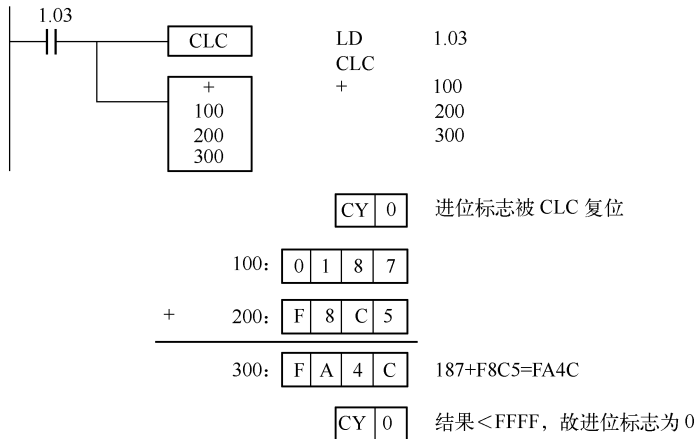 1.03
CLC LD 1.03
CLC
+ + 100
100 200
200 300
300
CY 0 进位标志被 CLC 复位
100: 0 1 8 7
+ 200: F 8 C 5
300: F A 4 C 187+F8C5=FA4C
CY 0 结果<FFFF，故进位标志为 0